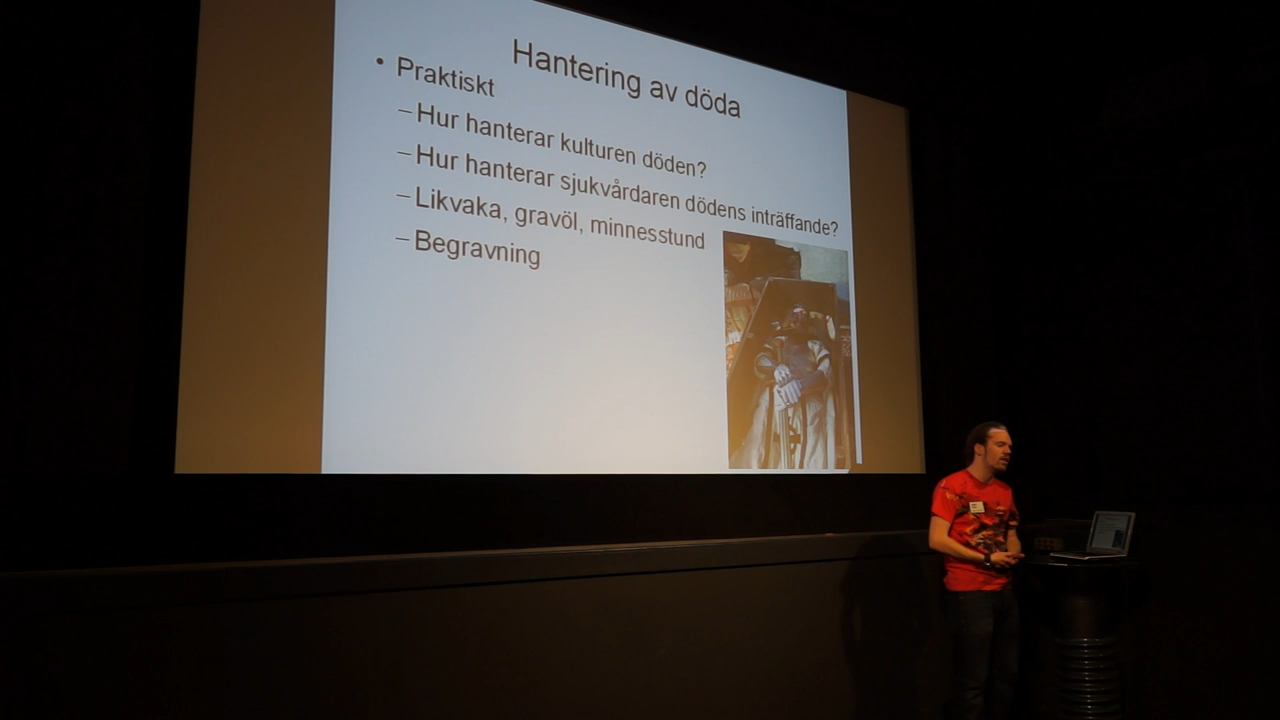 Hantering av döda
• Praktiskt
–Hur hanterar kulturen döden?
–Hur hanterar sjukvårdaren dödens inträffande?
–Likvaka, gravöl, minnesstund
–Begravning